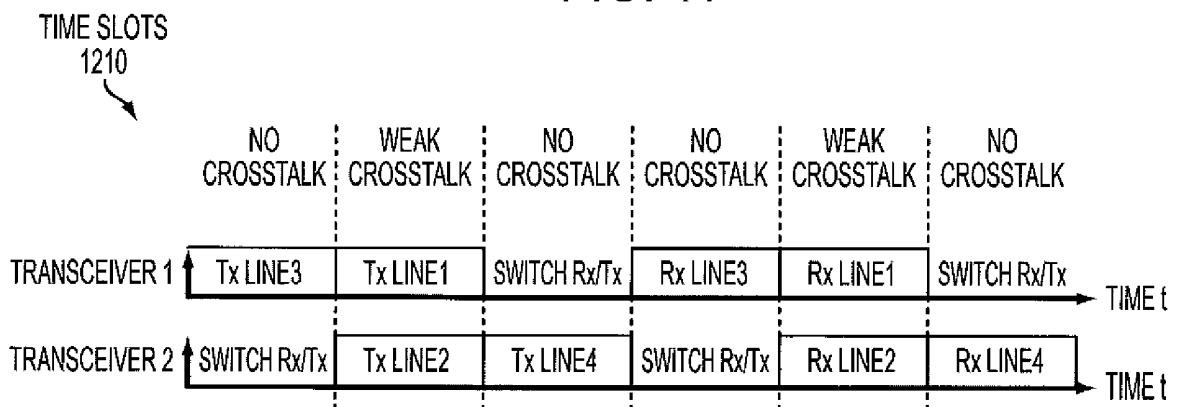 TIME SLOTS
1210
NO CROSSTALK
WEAK CROSSTALK
NO CROSSTALK
NO CROSSTALK
WEAK CROSSTALK
NO CROSSTALK
TRANSCEIVER 1 Tx LINE3 Tx LINE1 SWITCH Rx/Tx Rx LINE3 Rx LINE1 SWITCH Rx/Tx TIME t
TRANSCEIVER 2 SWITCH Rx/Tx Tx LINE2 Tx LINE4 SWITCH Rx/Tx Rx LINE2 Rx LINE4 TIME t